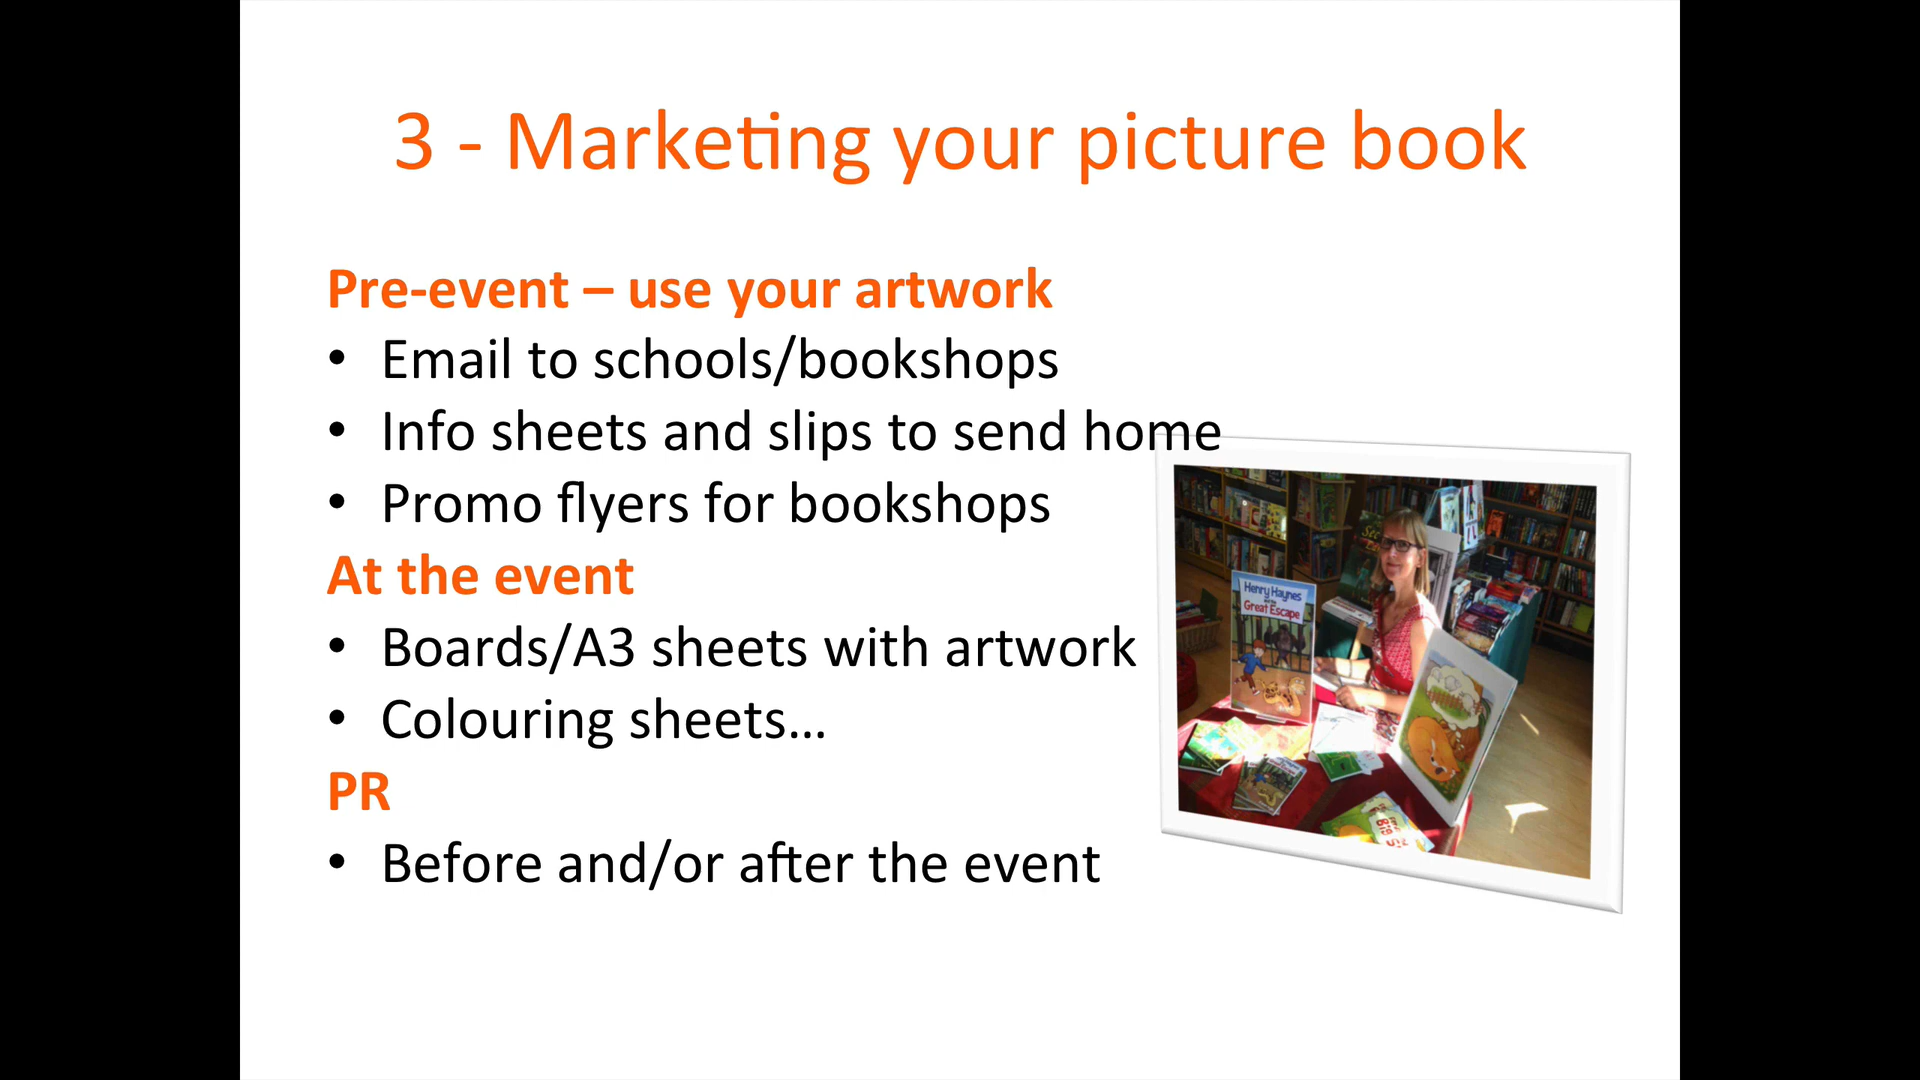 3 - Marketing your picture book
Pre-event – use your artwork
• Email to schools/bookshops
• Info sheets and slips to send home
• Promo flyers for bookshops
At the event
• Boards/A3 sheets with artwork
• Colouring sheets...
PR
• Before and/or after the event
Henry Haynes
and the
Great Escape